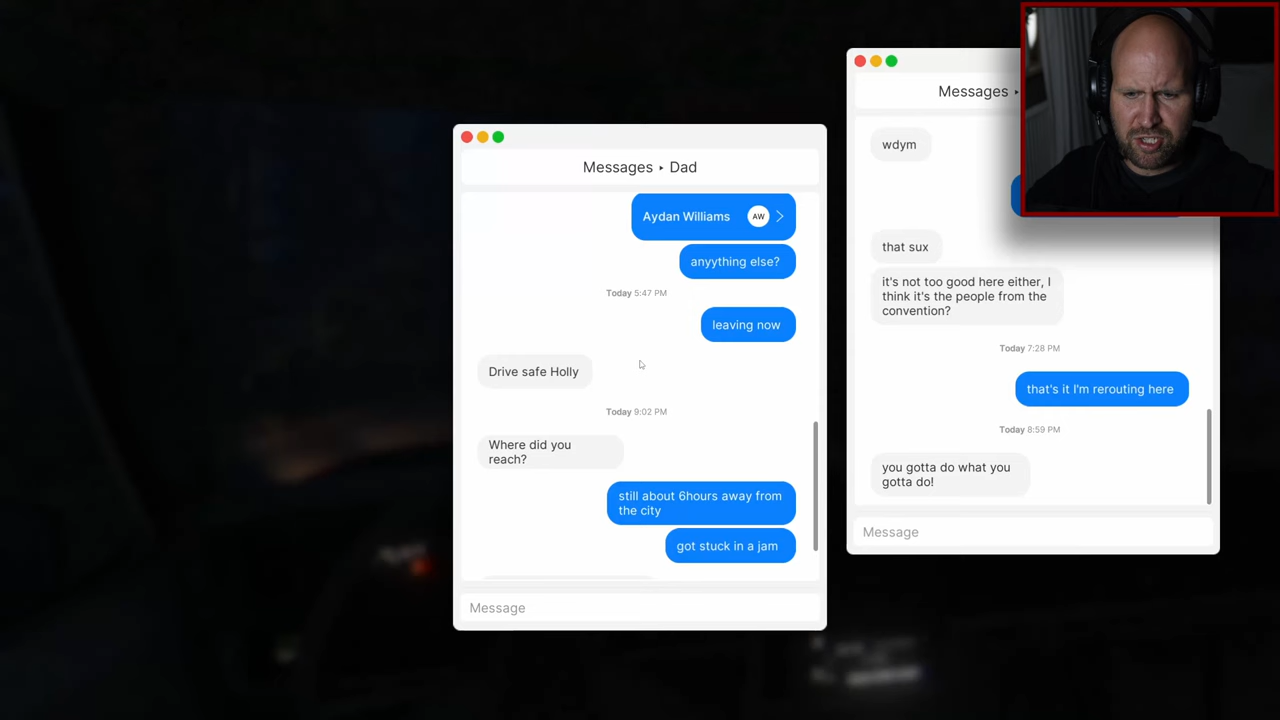 Messages ▸ Dad
Aydan Williams AW
anyything else?
Today 5:47 PM
leaving now
Drive safe Holly
Today 9:02 PM
Where did you
reach?
still about 6hours away from
the city
got stuck in a jam
Message
Messages ▸
wdym
that sux
it's not too good here either, I
think it's the people from the
convention?
Today 7:28 PM
that's it I'm rerouting here
Today 8:59 PM
you gotta do what you
gotta do!
Message